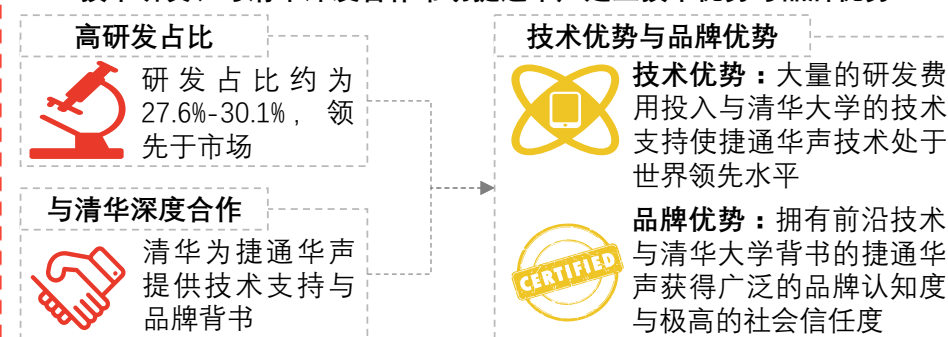 高研发占比
研发占比约为
27.6%-30.1%，领
先于市场
与清华深度合作
清华为捷通华声
提供技术支持与
品牌背书
技术优势与品牌优势
技术优势：大量的研发费
用投入与清华大学的技术
支持使捷通华声技术处于
世界领先水平
品牌优势：拥有前沿技术
与清华大学背书的捷通华
声获得广泛的品牌认知度
与极高的社会信任度
CERTIFIED